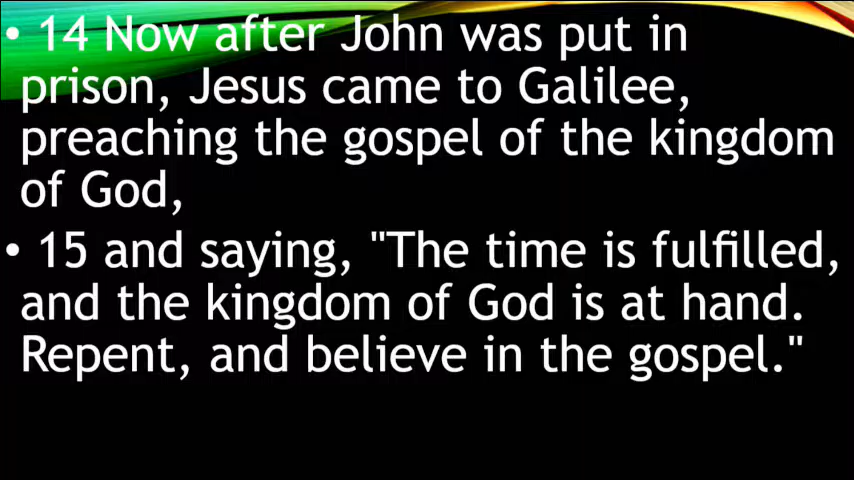 • 14 Now after John was put in
prison, Jesus came to Galilee,
preaching the gospel of the kingdom
of God,
• 15 and saying, "The time is fulfilled,
and the kingdom of God is at hand.
Repent, and believe in the gospel."